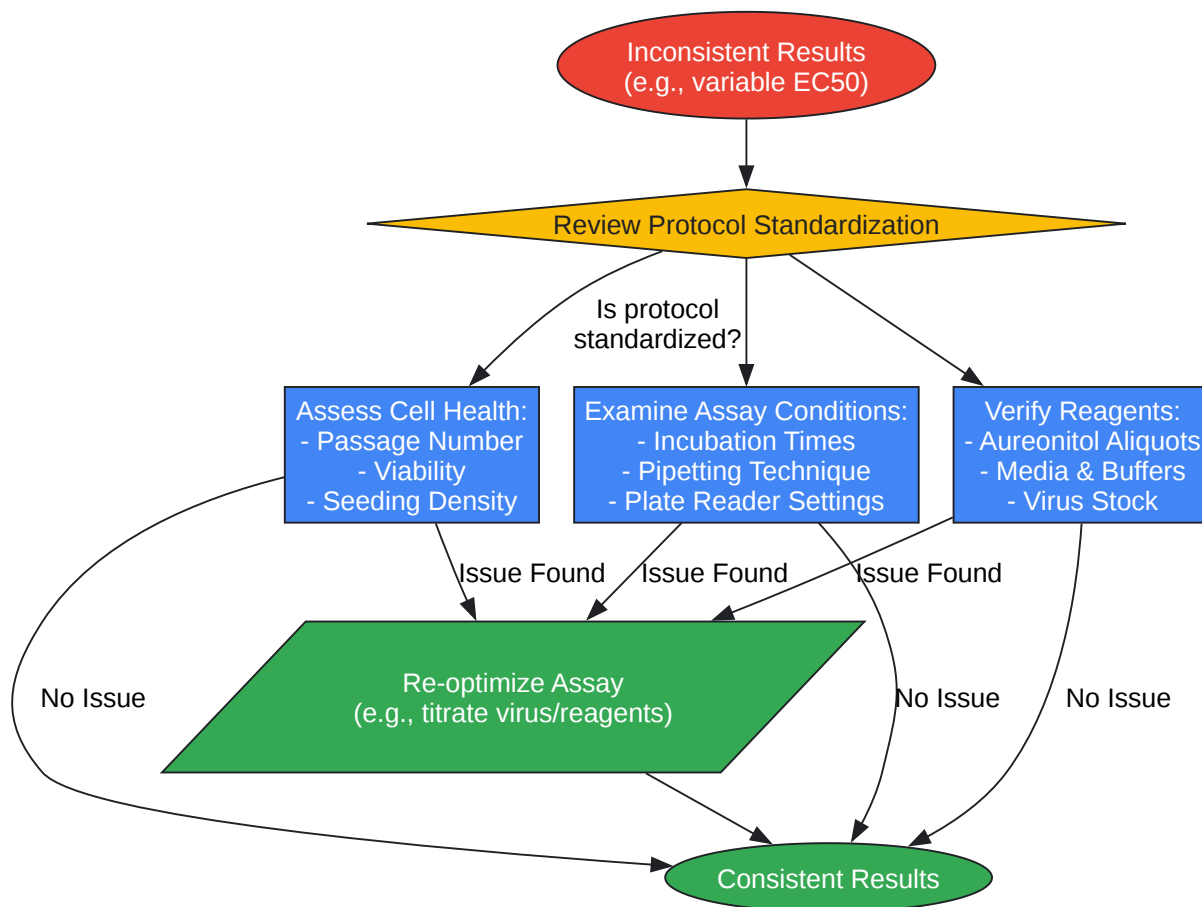 Inconsistent Results
(e.g., variable EC50)
Review Protocol Standardization
Is protocol
standardized?
Assess Cell Health:
- Passage Number
- Viability
- Seeding Density
Examine Assay Conditions:
- Incubation Times
- Pipetting Technique
- Plate Reader Settings
Verify Reagents:
- Aureonitol Aliquots
- Media & Buffers
- Virus Stock
Issue Found
Issue Found
Issue Found
Re-optimize Assay
(e.g., titrate virus/reagents)
No Issue
No Issue
No Issue
Consistent Results